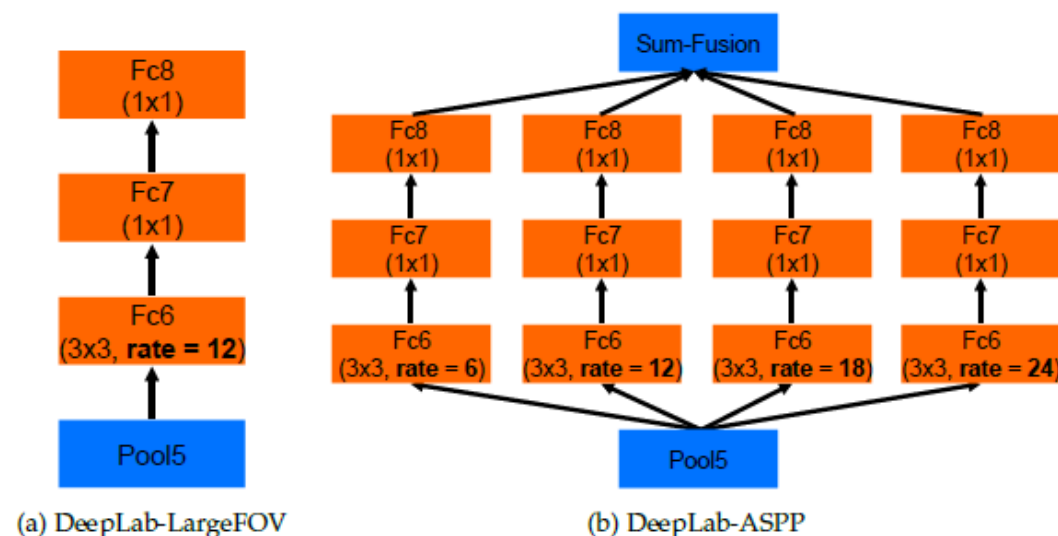 Fc8
(1x1)
Fc7
(1x1)
Fc6
(3x3, rate = 12)
Pool5
(a) DeepLab-LargeFOV
Sum-Fusion
Fc8
(1x1)
Fc8
(1x1)
Fc8
(1x1)
Fc8
(1x1)
Fc7
(1x1)
Fc7
(1x1)
Fc7
(1x1)
Fc7
(1x1)
Fc6
(3x3, rate = 6)
Fc6
(3x3, rate = 12)
Fc6
(3x3, rate = 18)
Fc6
(3x3, rate = 24)
Pool5
(b) DeepLab-ASPP